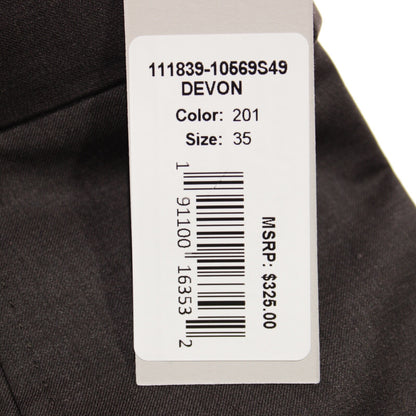 111839-10569S49
DEVON
Color: 201
Size: 35
1 91100 16353 2
MSRP: $325.00